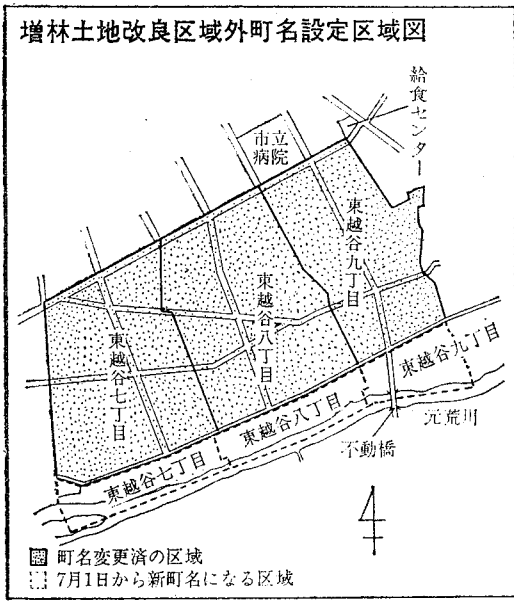 増林土地改良区域外町名設定区域図
給食センター
市立病院
東越谷九丁目
東越谷八丁目
東越谷七丁目
東越谷九丁目
東越谷八丁目
東越谷七丁目
元荒川
不動橋
町名変更済の区域
7月1日から新町名になる区域